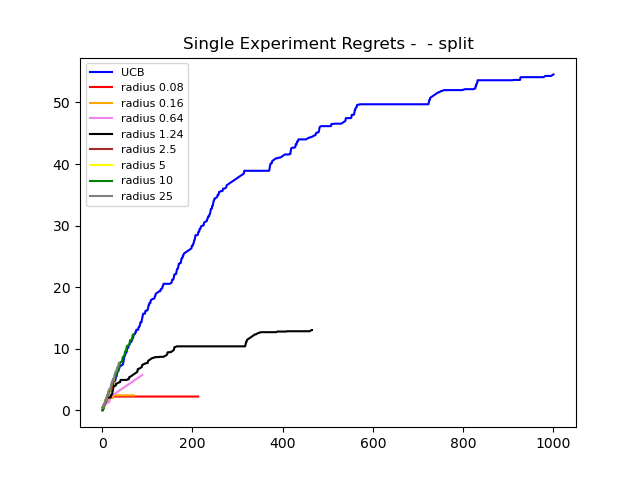 Single Experiment Regrets -  - split
UCB
radius 0.08
radius 0.16
radius 0.64
radius 1.24
radius 2.5
radius 5
radius 10
radius 25
50
40
30
20
10
0
0 200 400 600 800 1000